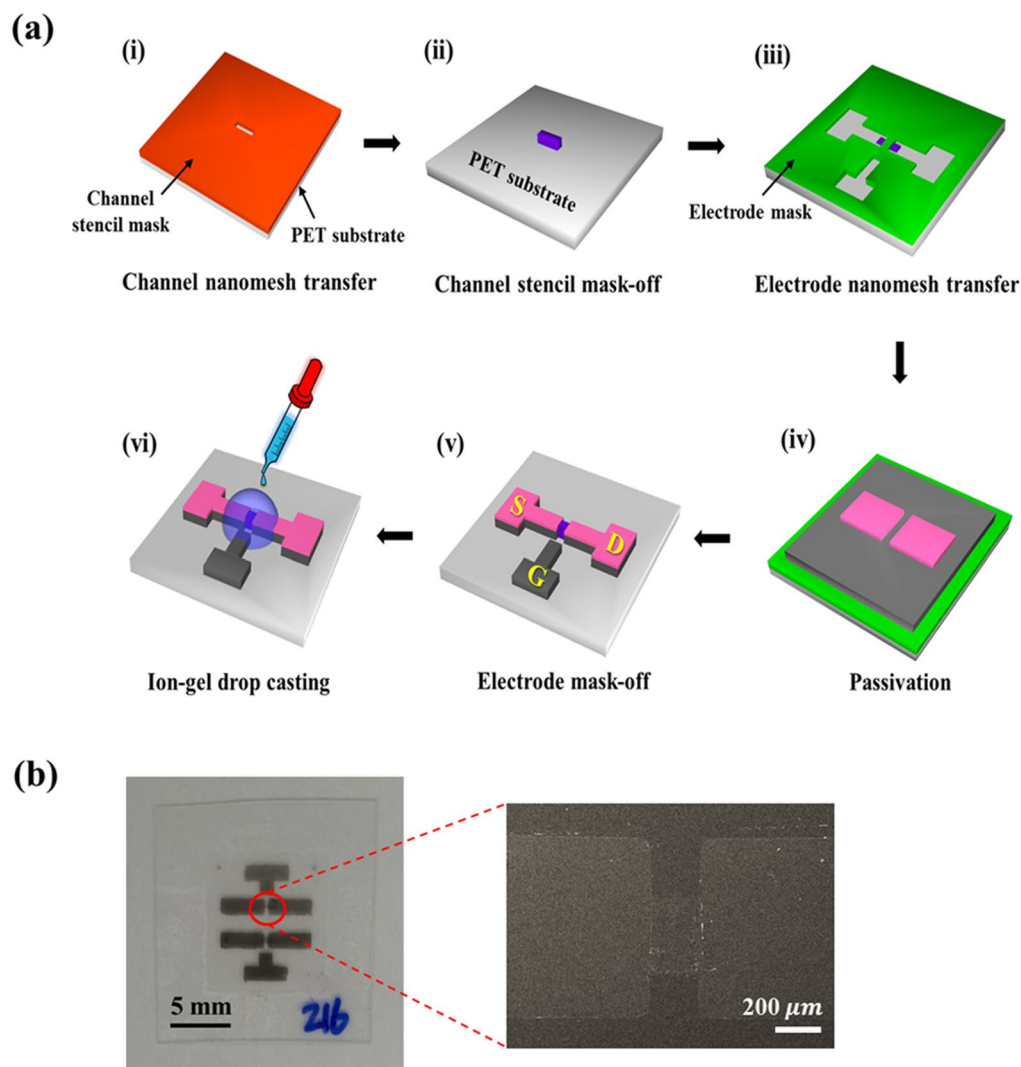 (a)
(i)
(ii)
(iii)
Channel
stencil mask
PET substrate
PET substrate
Electrode mask
Channel nanomesh transfer
Channel stencil mask-off
Electrode nanomesh transfer
(vi)
(v)
(iv)
S
D
G
Ion-gel drop casting
Electrode mask-off
Passivation
(b)
5 mm
216
200 μm